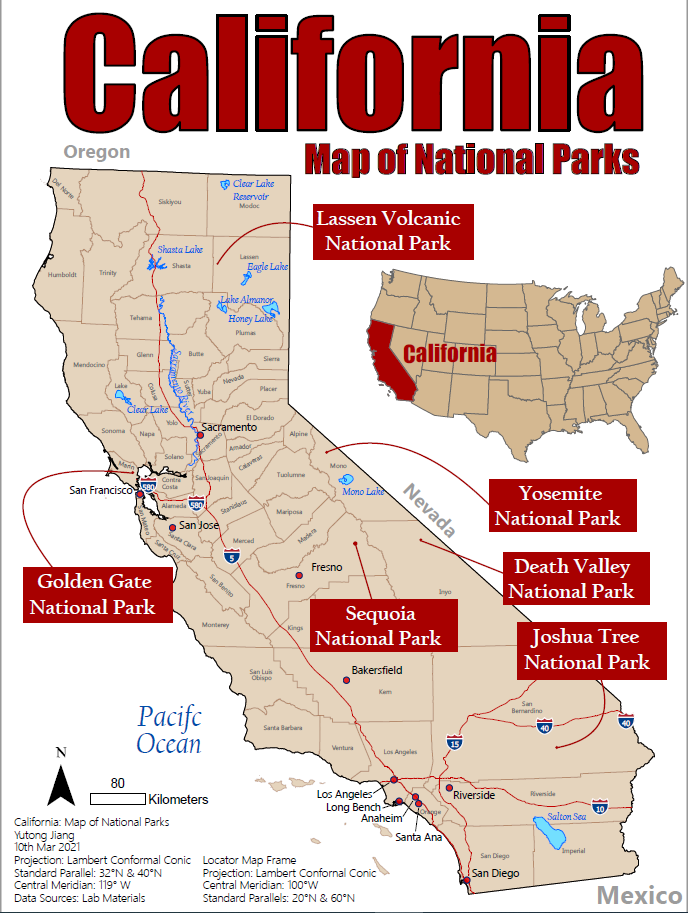 California
Map of National Parks
Oregon
Del Norte
Siskiyou
Clear Lake
Reservoir
Modoc
Lassen Volcanic
National Park
Shasta Lake
Shasta
Lassen
Eagle Lake
Humboldt
Trinity
Lake Almanor
Honey Lake
Tehama
Plumas
Glenn
Butte
Sierra
Mendocino
Sacramento River
Nevada
Lake
Colusa
Sutter
Yuba
Placer
Clear Lake
Yolo
El Dorado
Sonoma
Napa
Sacramento
Sacramento
Alpine
Amador
Solano
Calaveras
Marin
Contra
Costa
San Joaquin
Tuolumne
Mono
Mono Lake
San Francisco
580
580
Alameda
Stanislaus
Mariposa
Nevada
Yosemite
National Park
San Mateo
San Jose
Santa Clara
Santa Cruz
Merced
Madera
5
Golden Gate
National Park
Fresno
Fresno
San Benito
Inyo
Death Valley
National Park
Monterey
Kings
Sequoia
National Park
Joshua Tree
National Park
San Luis
Obispo
Bakersfield
Kern
San
Bernardino
40
40
Santa Barbara
Ventura
Los Angeles
15
Pacifc
Ocean
N
80
Kilometers
Los Angeles
Long Bench
Anaheim
Orange
Santa Ana
Riverside
Riverside
10
Salton Sea
Imperial
San Diego
San Diego
Mexico
California
California: Map of National Parks
Yutong Jiang
10th Mar 2021
Projection: Lambert Conformal Conic
Standard Parallel: 32°N & 40°N
Central Meridian: 119° W
Data Sources: Lab Materials
Locator Map Frame
Projection: Lambert Conformal Conic
Central Meridian: 100°W
Standard Parallels: 20°N & 60°N